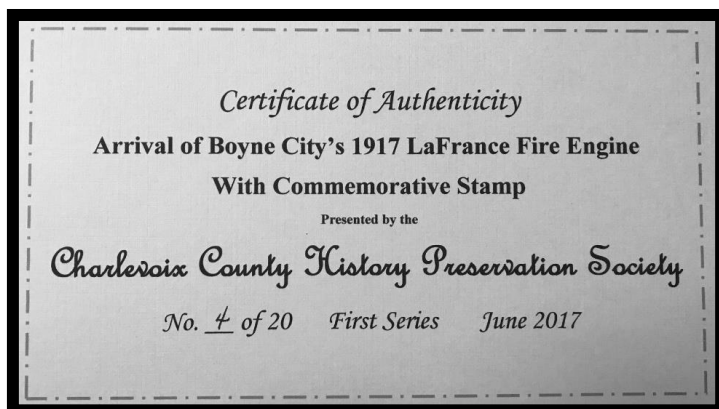 Certificate of Authenticity
Arrival of Boyne City's 1917 LaFrance Fire Engine
With Commemorative Stamp
Presented by the
Charlevoix County History Preservation Society
No. 4 of 20 First Series June 2017